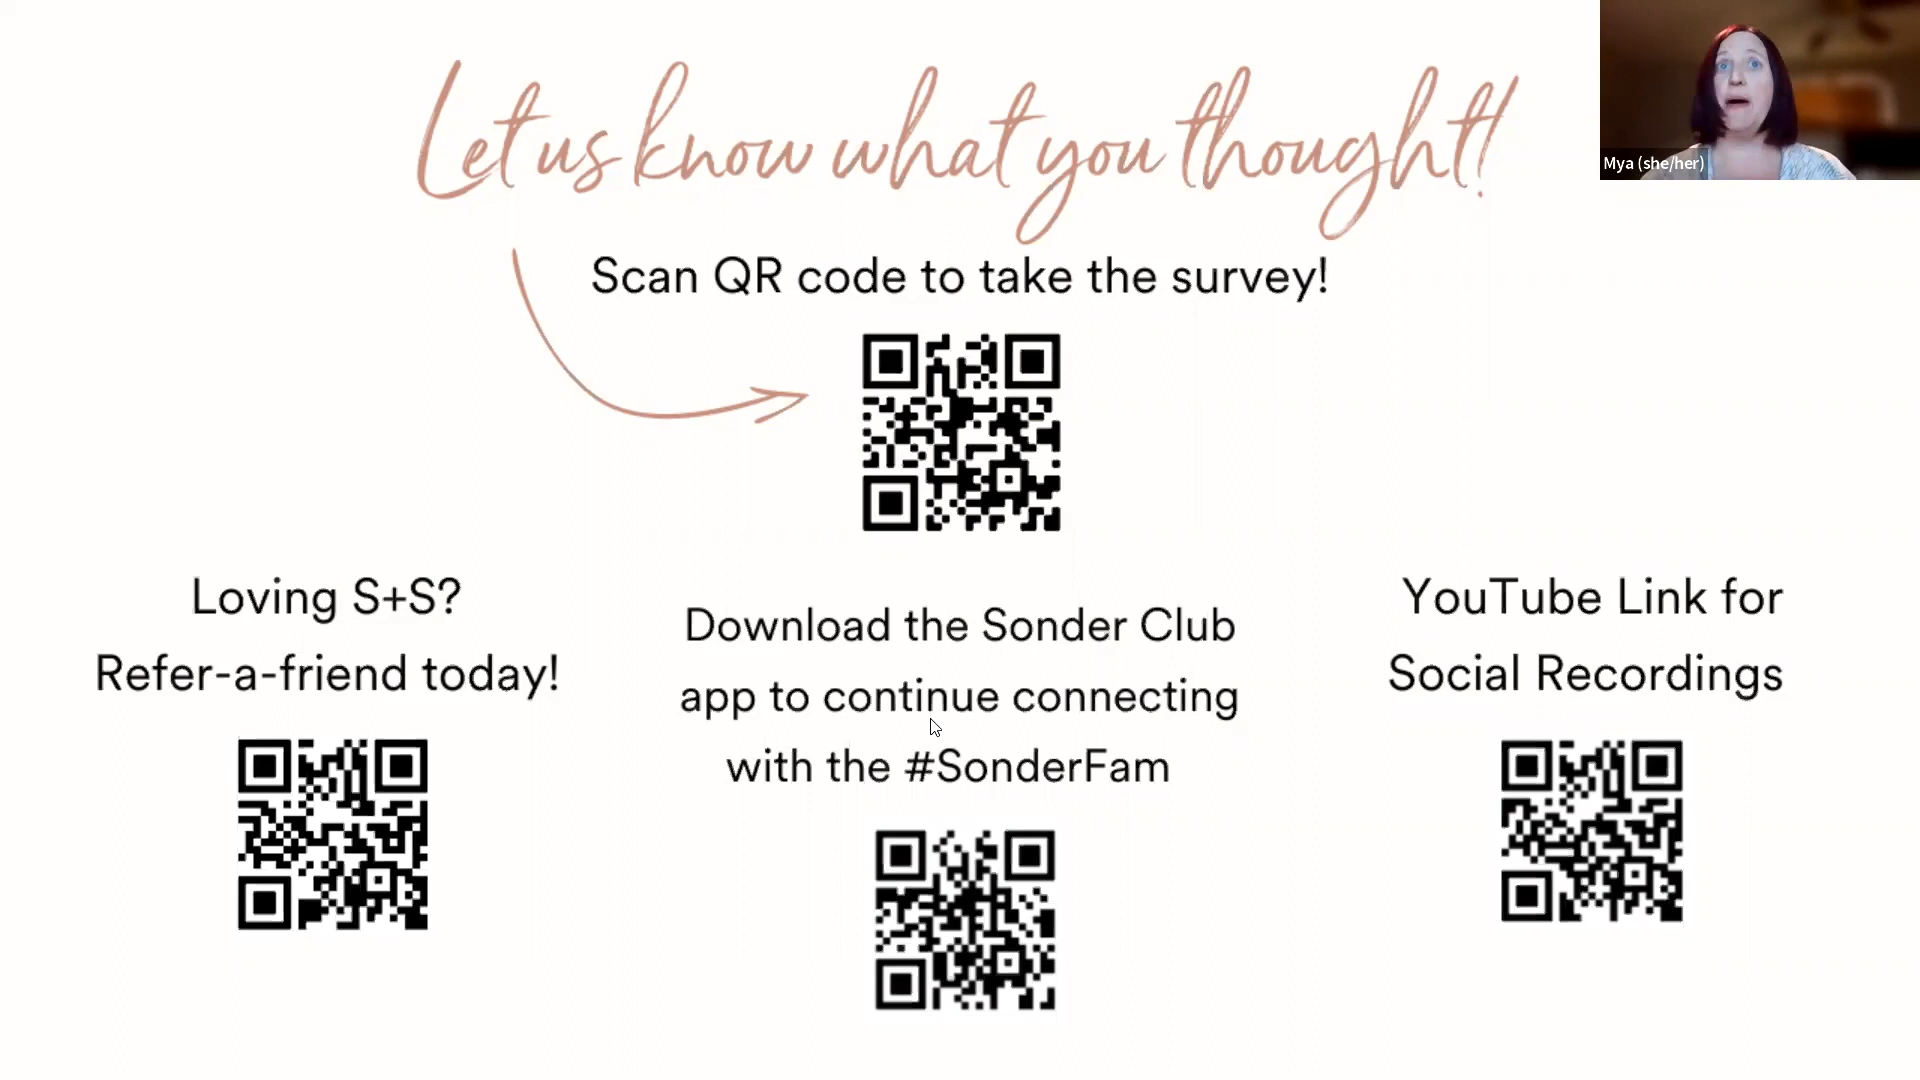 Let us know what you thought!
Mya (she/her)
Scan QR code to take the survey!
Loving S+S?
Refer-a-friend today!
Download the Sonder Club
app to continue connecting
with the #SonderFam
YouTube Link for
Social Recordings